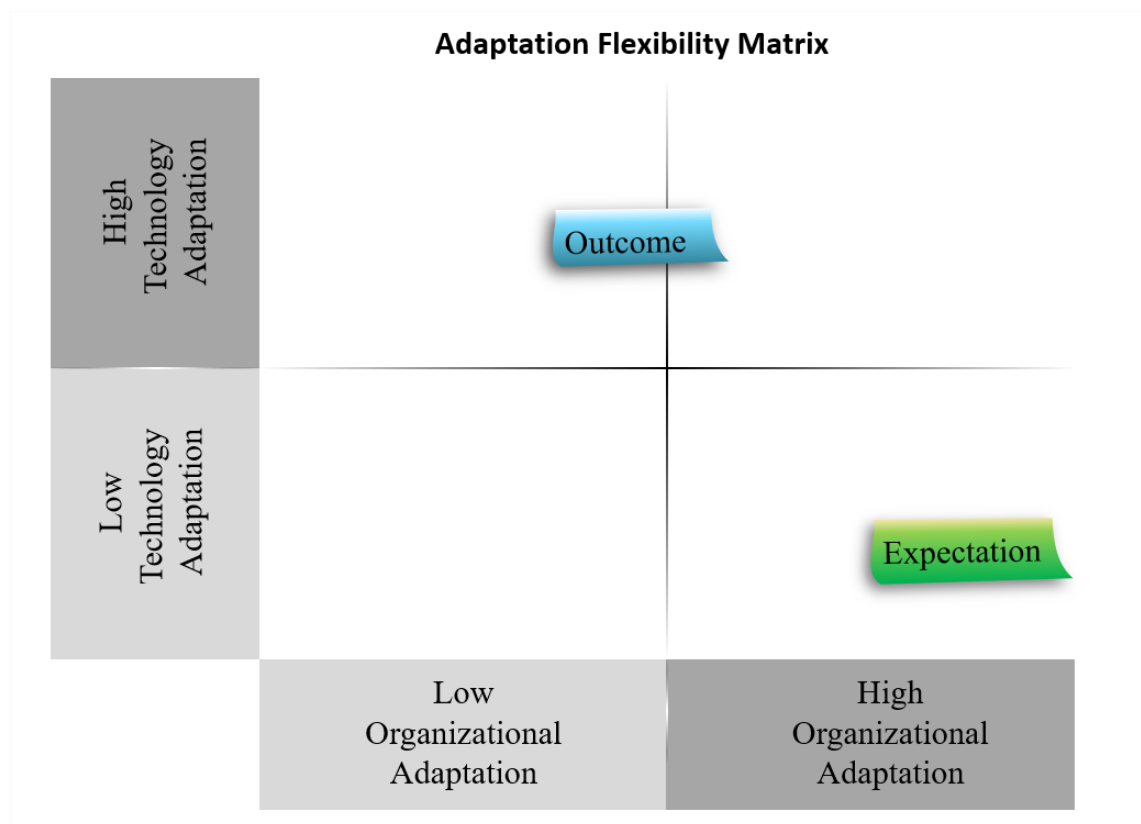 Adaptation Flexibility Matrix
High
Technology
Adaptation
Outcome
Low
Technology
Adaptation
Expectation
Low
Organizational
Adaptation
High
Organizational
Adaptation